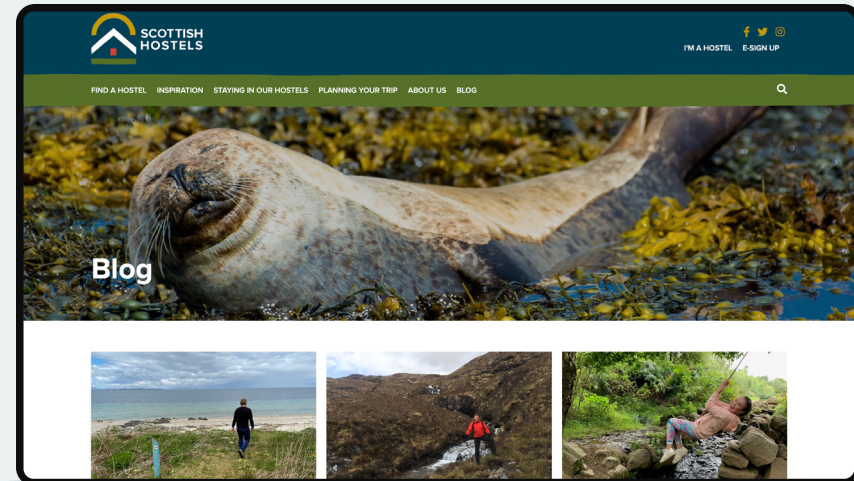 SCOTTISH
HOSTELS
I'M A HOSTEL E-SIGN UP
FIND A HOSTEL INSPIRATION STAYING IN OUR HOSTELS PLANNING YOUR TRIP ABOUT US BLOG
Blog